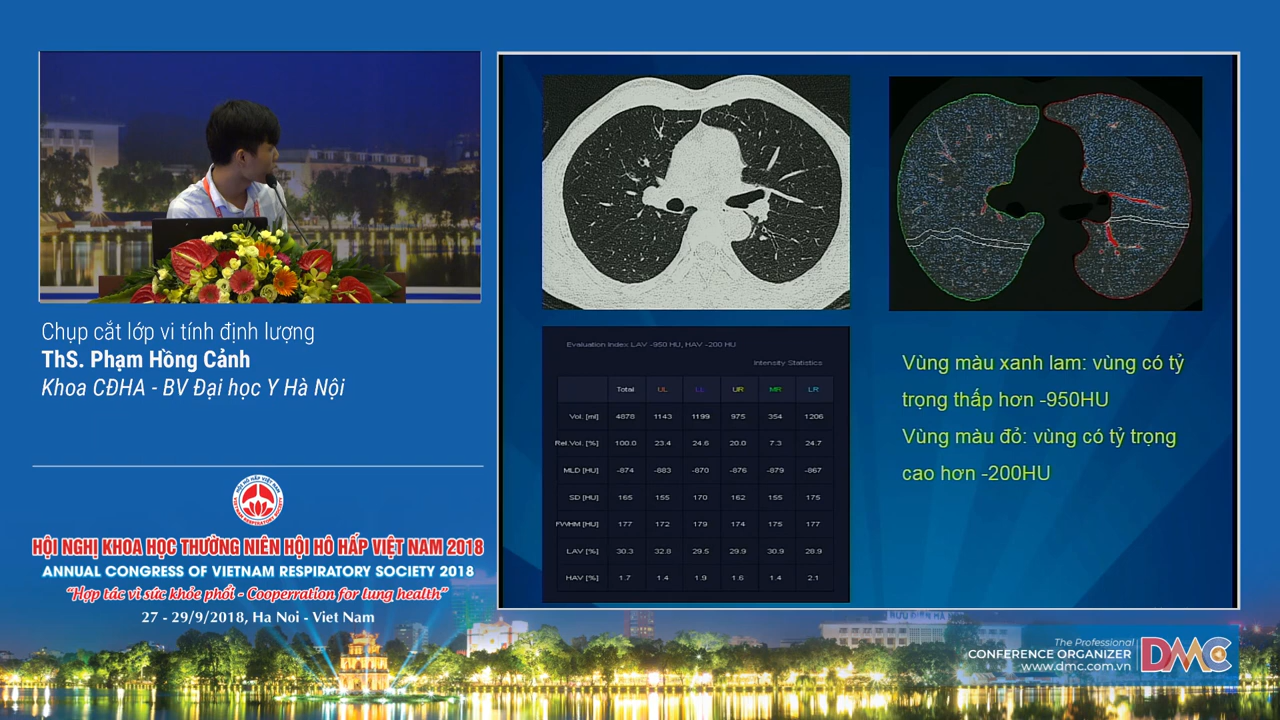 Chụp cắt lớp vi tính định lượng
ThS. Phạm Hồng Cảnh
Khoa CĐHA - BV Đại học Y Hà Nội
HỘI HÔ HẤP VIỆT NAM
VIETNAM RESPIRATORY SOCIETY
HỘI NGHỊ KHOA HỌC THƯỜNG NIÊN HỘI HÔ HẤP VIỆT NAM 2018
ANNUAL CONGRESS OF VIETNAM RESPIRATORY SOCIETY 2018
“Hợp tác vì sức khỏe phổi - Cooperration for lung health”
27 - 29/9/2018, Ha Noi - Viet Nam
Evaluation Index LAV -950 HU, HAV -200 HU
Intensity Statistics
Total UL LL UR MR LR
Vol. [ml] 4878 1143 1199 975 354 1206
Rel.Vol. [%] 100.0 23.4 24.6 20.0 7.3 24.7
MLD [HU] -874 -883 -870 -876 -879 -867
SD [HU] 165 155 170 162 155 175
FWHM [HU] 177 172 179 174 175 177
LAV [%] 30.3 32.8 29.5 29.9 30.9 28.9
HAV [%] 1.7 1.4 1.9 1.6 1.4 2.1
Vùng màu xanh lam: vùng có tỷ
trọng thấp hơn -950HU
Vùng màu đỏ: vùng có tỷ trọng
cao hơn -200HU
The Professional
CONFERENCE ORGANIZER
www.dmc.com.vn
DMC